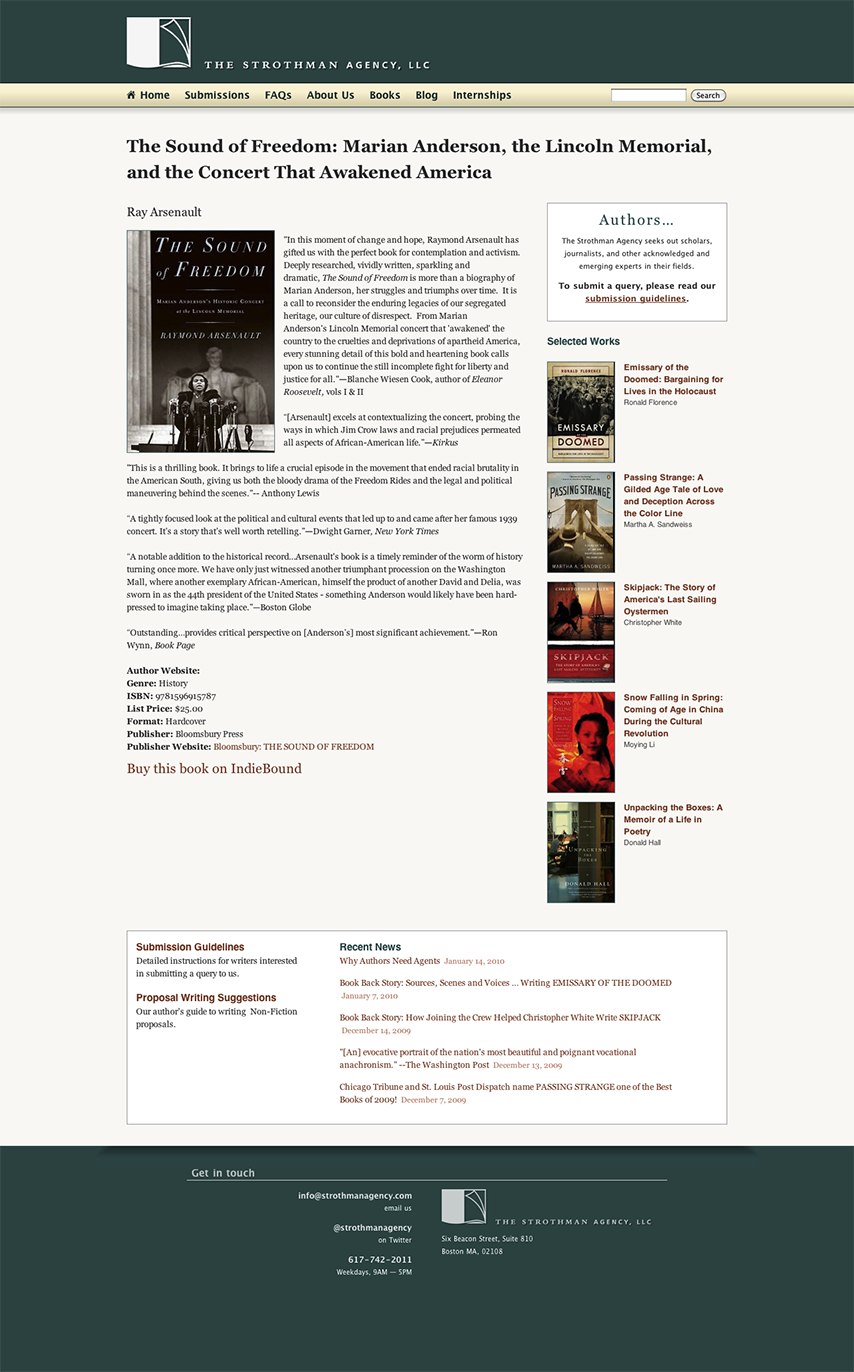 THE STROTHMAN AGENCY, LLC
Home Submissions FAQs About Us Books Blog Internships Search
The Sound of Freedom: Marian Anderson, the Lincoln Memorial,
and the Concert That Awakened America
Ray Arsenault
THE SOUND
of FREEDOM
MARIAN ANDERSON'S HISTORIC CONCERT
at the LINCOLN MEMORIAL
RAYMOND ARSENAULT
"In this moment of change and hope, Raymond Arsenault has
gifted us with the perfect book for contemplation and activism.
Deeply researched, vividly written, sparkling and
dramatic, The Sound of Freedom is more than a biography of
Marian Anderson, her struggles and triumphs over time. It is
a call to reconsider the enduring legacies of our segregated
heritage, our culture of disrespect. From Marian
Anderson's Lincoln Memorial concert that 'awakened' the
country to the cruelties and deprivations of apartheid America,
every stunning detail of this bold and heartening book calls
upon us to continue the still incomplete fight for liberty and
justice for all."—Blanche Wiesen Cook, author of Eleanor
Roosevelt, vols I & II
"[Arsenault] excels at contextualizing the concert, probing the
ways in which Jim Crow laws and racial prejudices permeated
all aspects of African-American life."—Kirkus
"This is a thrilling book. It brings to life a crucial episode in the movement that ended racial brutality in
the American South, giving us both the bloody drama of the Freedom Rides and the legal and political
maneuvering behind the scenes."-- Anthony Lewis
"A tightly focused look at the political and cultural events that led up to and came after her famous 1939
concert. It's a story that's well worth retelling."—Dwight Garner, New York Times
"A notable addition to the historical record...Arsenault's book is a timely reminder of the worm of history
turning once more. We have only just witnessed another triumphant procession on the Washington
Mall, where another exemplary African-American, himself the product of another David and Delia, was
sworn in as the 44th president of the United States - something Anderson would likely have been hard-
pressed to imagine taking place."—Boston Globe
"Outstanding...provides critical perspective on [Anderson's] most significant achievement."—Ron
Wynn, Book Page
Author Website:
Genre: History
ISBN: 9781596915787
List Price: $25.00
Format: Hardcover
Publisher: Bloomsbury Press
Publisher Website: Bloomsbury: THE SOUND OF FREEDOM
Buy this book on IndieBound
Authors...
The Strothman Agency seeks out scholars,
journalists, and other acknowledged and
emerging experts in their fields.
To submit a query, please read our
submission guidelines.
Selected Works
RONALD FLORENCE
EMISSARY
DOOMED
Emissary of the
Doomed: Bargaining for
Lives in the Holocaust
Ronald Florence
PASSING STRANGE
MARTHA A. SANDWEISS
Passing Strange: A
Gilded Age Tale of Love
and Deception Across
the Color Line
Martha A. Sandweiss
CHRISTOPHER WHITE
SKIPJACK
Skipjack: The Story of
America's Last Sailing
Oystermen
Christopher White
SNOW
FALLING
IN
SPRING
Snow Falling in Spring:
Coming of Age in China
During the Cultural
Revolution
Moying Li
UNPACKING
THE
BOXES
DONALD HALL
Unpacking the Boxes: A
Memoir of a Life in
Poetry
Donald Hall
Submission Guidelines
Detailed instructions for writers interested
in submitting a query to us.
Proposal Writing Suggestions
Our author's guide to writing Non-Fiction
proposals.
Recent News
Why Authors Need Agents January 14, 2010
Book Back Story: Sources, Scenes and Voices ... Writing EMISSARY OF THE DOOMED
January 7, 2010
Book Back Story: How Joining the Crew Helped Christopher White Write SKIPJACK
December 14, 2009
"[An] evocative portrait of the nation's most beautiful and poignant vocational
anachronism." --The Washington Post December 13, 2009
Chicago Tribune and St. Louis Post Dispatch name PASSING STRANGE one of the Best
Books of 2009! December 7, 2009
Get in touch
info@strothmanagency.com
email us
@strothmanagency
on Twitter
617-742-2011
Weekdays, 9AM — 5PM
THE STROTHMAN AGENCY, LLC
Six Beacon Street, Suite 810
Boston MA, 02108